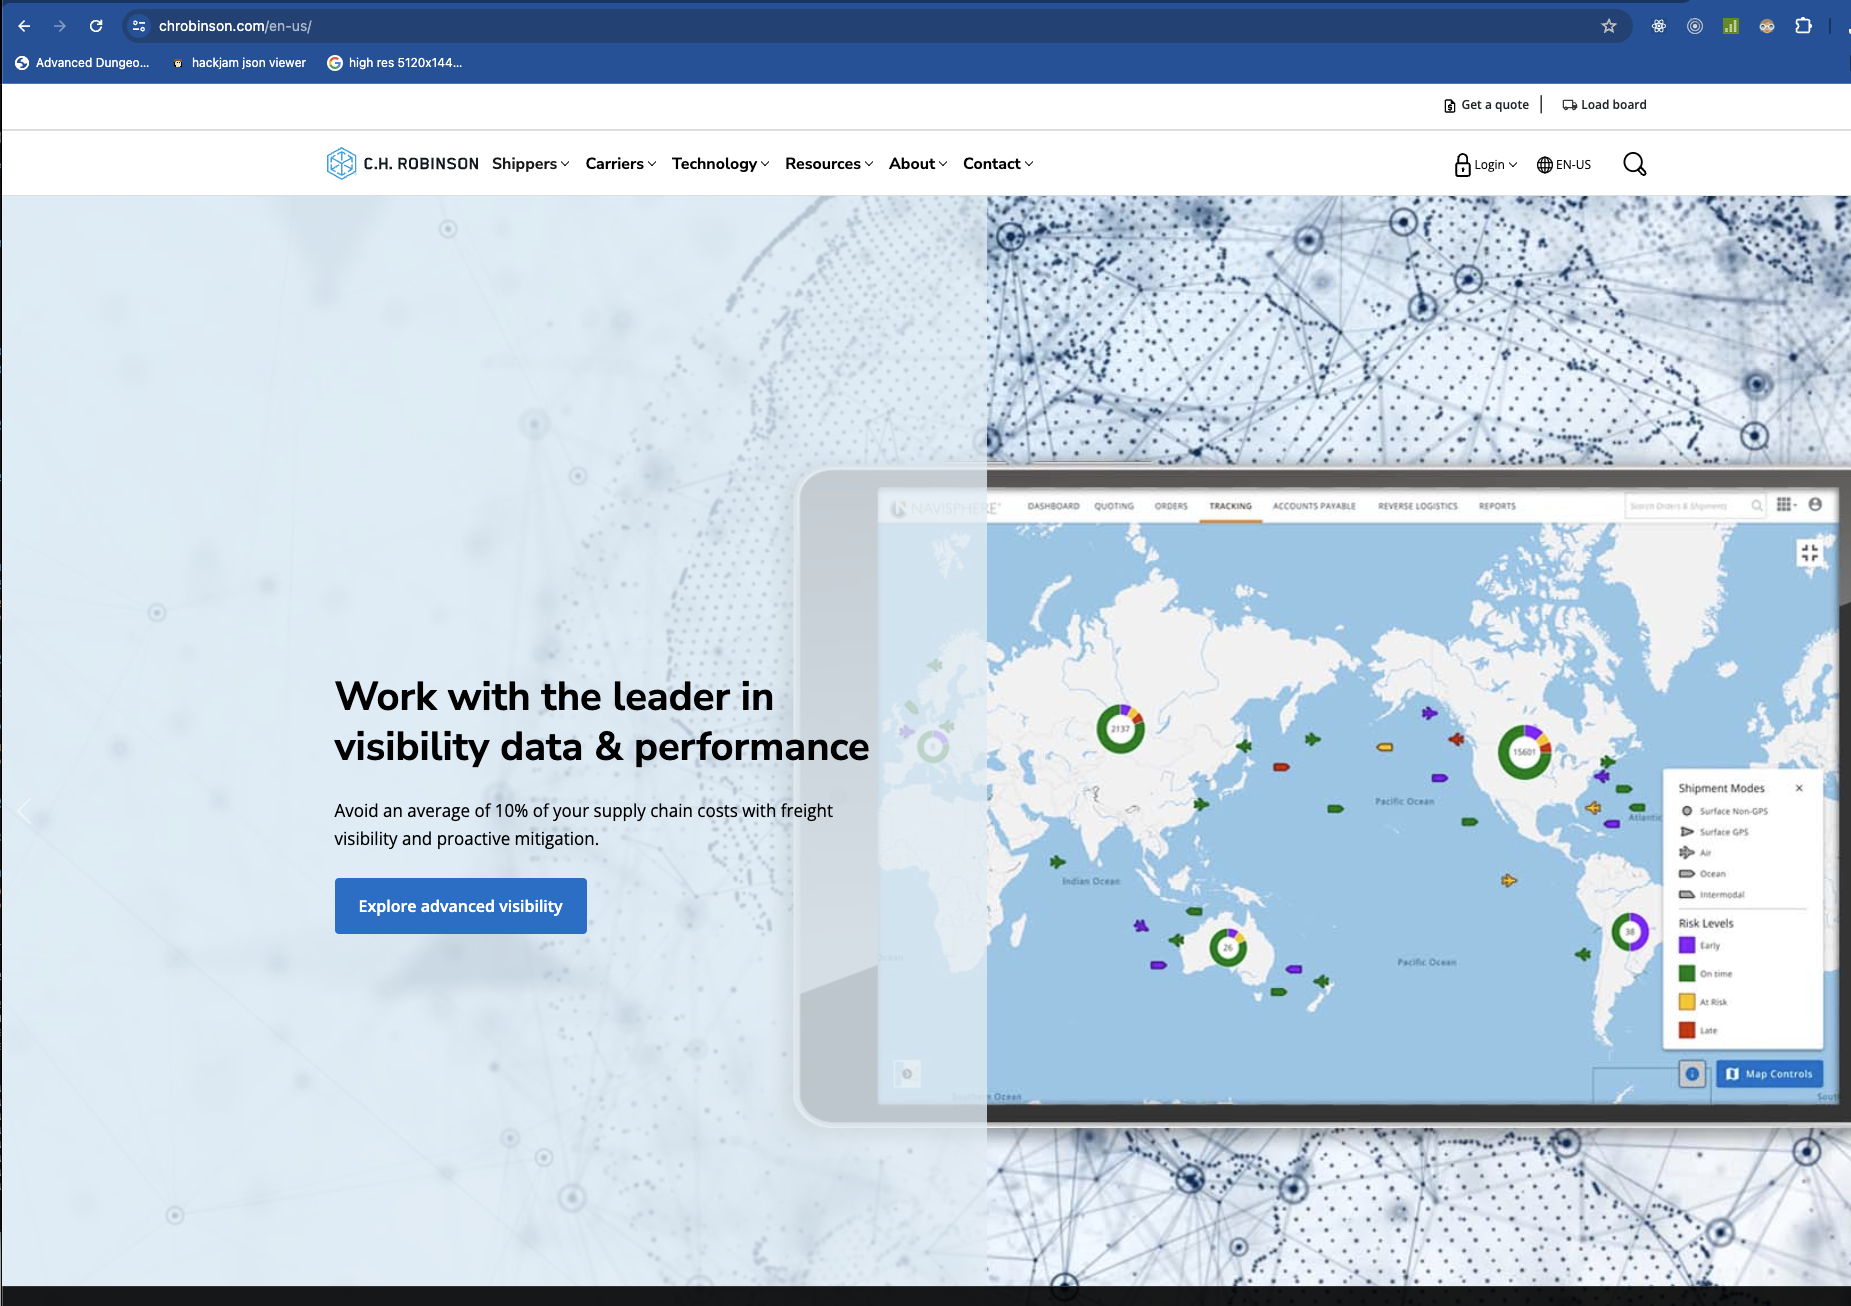 chrobinson.com/en-us/
Advanced Dungeo...
hackjam json viewer
high res 5120x144...
Get a quote
Load board
C.H. ROBINSON
Shippers
Carriers
Technology
Resources
About
Contact
Login
EN-US
NAVISPHERE®
DASHBOARD
QUOTING
ORDERS
TRACKING
ACCOUNTS PAYABLE
REVERSE LOGISTICS
REPORTS
Search Orders & Shipments
Work with the leader in
visibility data & performance
Avoid an average of 10% of your supply chain costs with freight
visibility and proactive mitigation.
Explore advanced visibility
2137
15601
26
38
Pacific Ocean
Atlantic
Indian Ocean
Pacific Ocean
Ocean
Southern Ocean
South
Shipment Modes
Surface Non-GPS
Surface GPS
Air
Ocean
Intermodal
Risk Levels
Early
On time
At Risk
Late
Map Controls